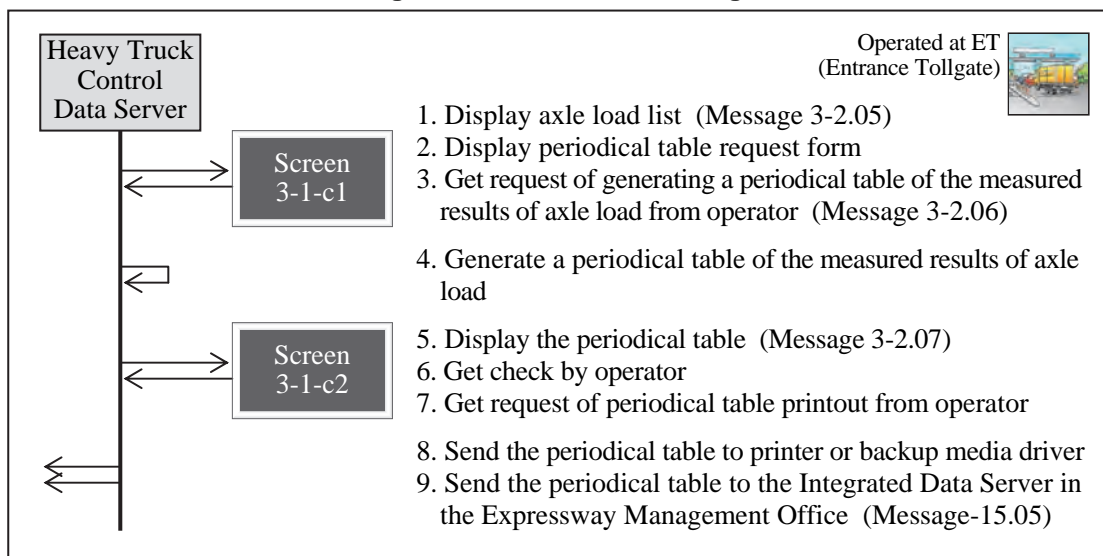 Heavy Truck
Control
Data Server
Operated at ET
(Entrance Tollgate)
Screen
3-1-c1
1. Display axle load list (Message 3-2.05)
2. Display periodical table request form
3. Get request of generating a periodical table of the measured
results of axle load from operator (Message 3-2.06)
4. Generate a periodical table of the measured results of axle
load
Screen
3-1-c2
5. Display the periodical table (Message 3-2.07)
6. Get check by operator
7. Get request of periodical table printout from operator
8. Send the periodical table to printer or backup media driver
9. Send the periodical table to the Integrated Data Server in
the Expressway Management Office (Message-15.05)